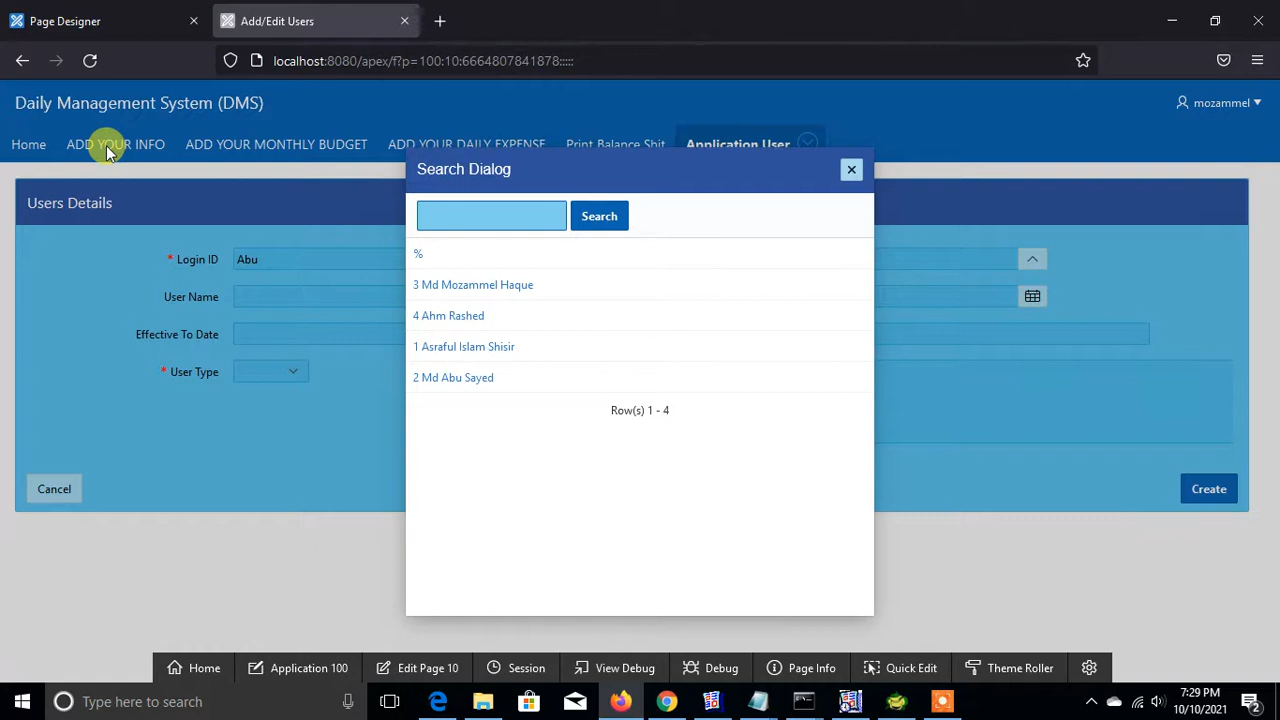 Page Designer
Add/Edit Users
localhost:8080/apex/f?p=100:10:6664807841878:::::
Daily Management System (DMS)
mozammel
Home
ADD YOUR INFO
ADD YOUR MONTHLY BUDGET
ADD YOUR DAILY EXPENSE
Print Balance Shit
Application User
Search Dialog
Users Details
Search
* Login ID
Abu
%
3 Md Mozammel Haque
User Name
4 Ahm Rashed
Effective To Date
1 Asraful Islam Shisir
* User Type
2 Md Abu Sayed
Row(s) 1 - 4
Cancel
Create
Home
Application 100
Edit Page 10
Session
View Debug
Debug
Page Info
Quick Edit
Theme Roller
Type here to search
7:29 PM
10/10/2021
2